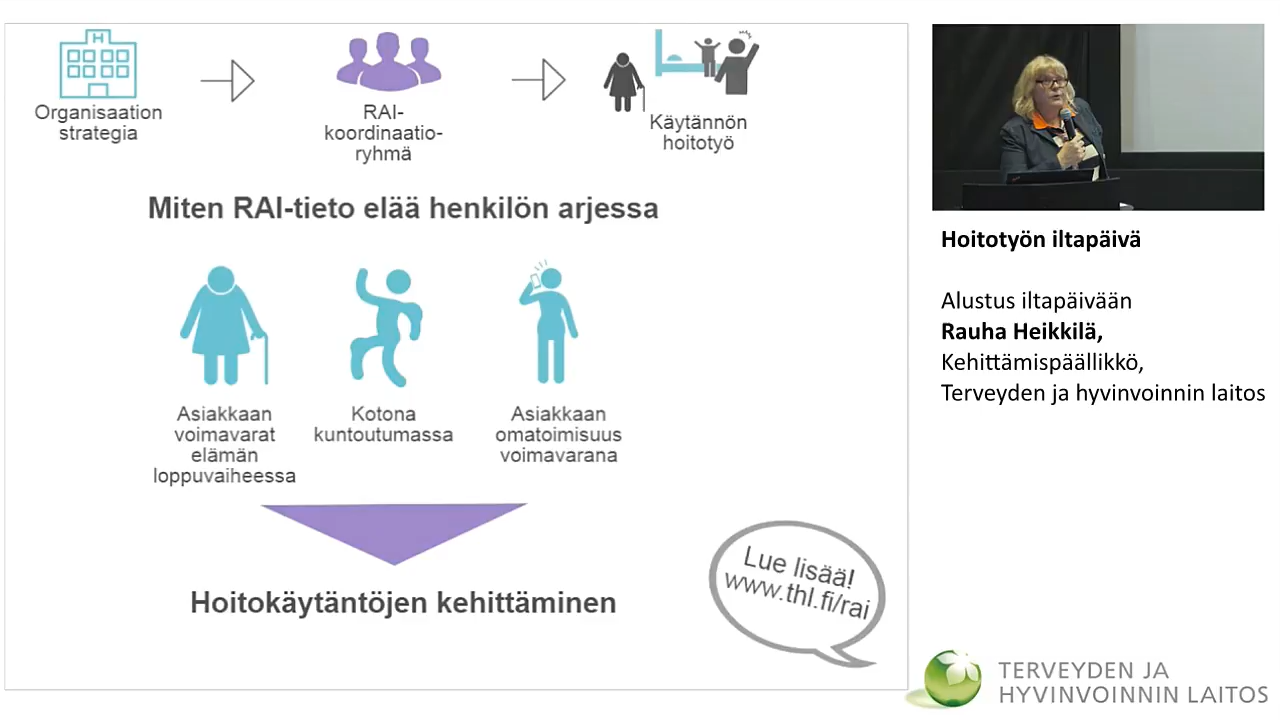 Organisaation
strategia
RAI-
koordinaatio-
ryhmä
Käytännön
hoitotyö
Miten RAI-tieto elää henkilön arjessa
Asiakkaan
voimavarat
elämän
loppuvaiheessa
Kotona
kuntoutumassa
Asiakkaan
omatoimisuus
voimavarana
Hoitokäytäntöjen kehittäminen
Lue lisää!
www.thl.fi/rai
Hoitotyön iltapäivä
Alustus iltapäivään
Rauha Heikkilä,
Kehittämispäällikkö,
Terveyden ja hyvinvoinnin laitos
TERVEYDEN JA
HYVINVOINNIN LAITOS